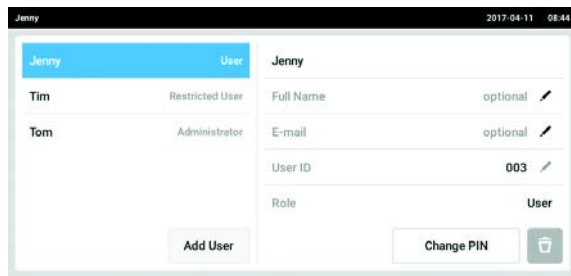 Jenny 2017-04-11 08:44
Jenny User
Tim Restricted User
Tom Administrator
Add User
Jenny
Full Name optional
E-mail optional
User ID 003
Role User
Change PIN